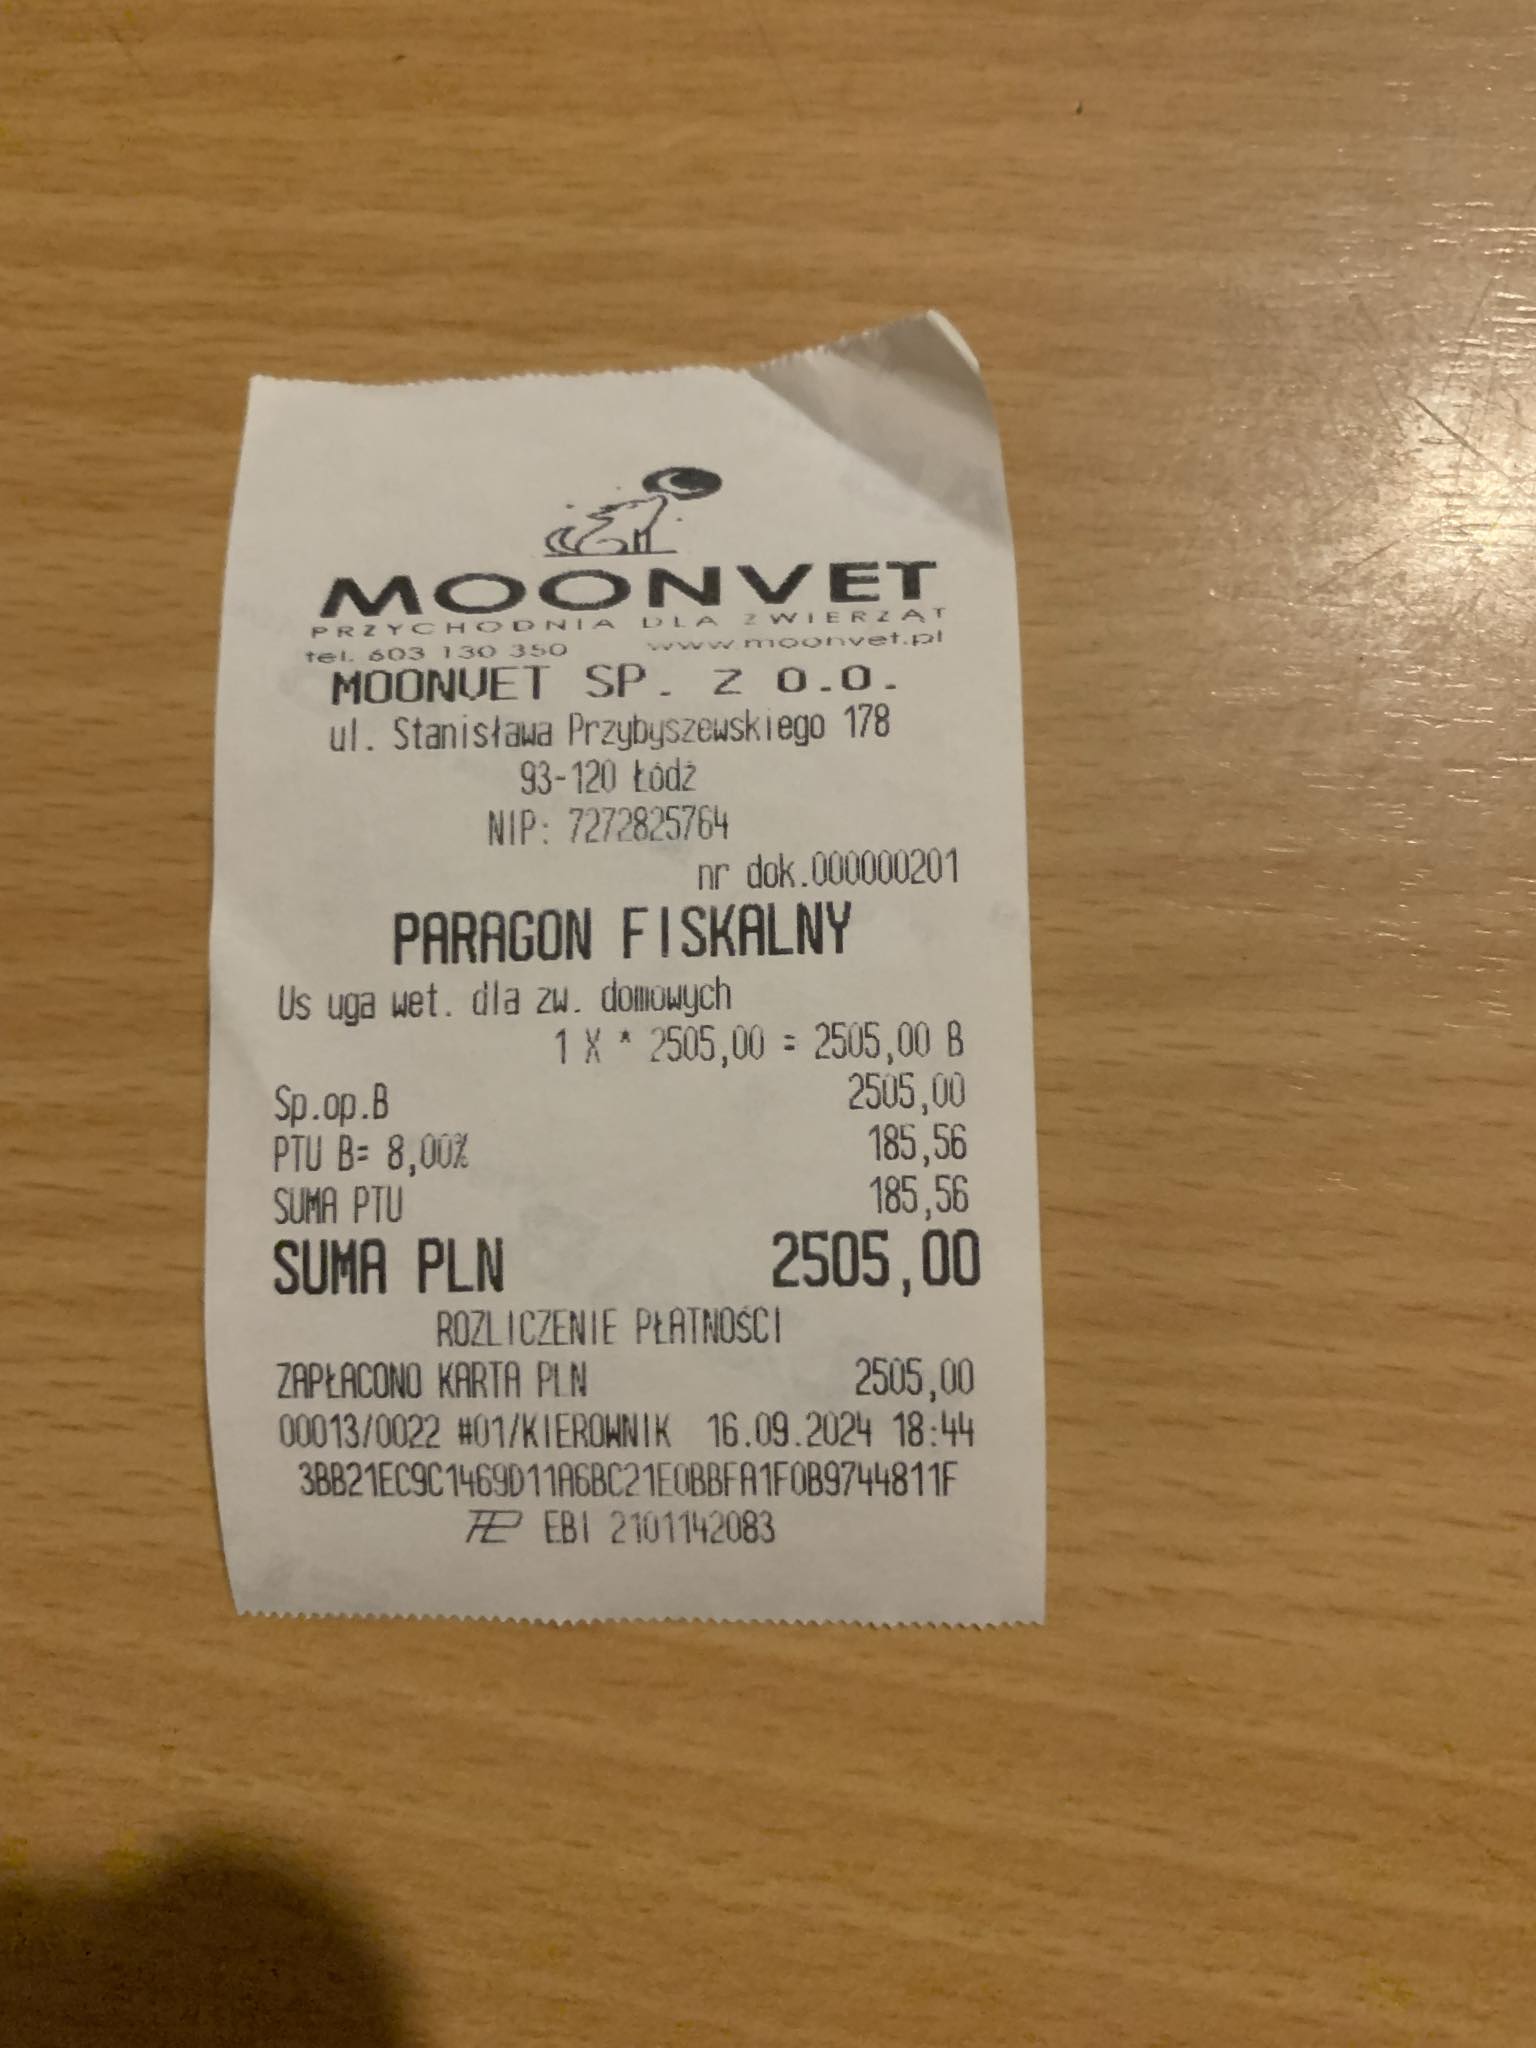 MOONVET
PRZYCHODNIA DLA ZWIERZĄT
tel. 603 130 350 www.moonvet.pl
MOONVET SP. Z O.O.
ul. Stanisława Przybyszewskiego 178
93-120 Łódź
NIP: 7272825764
nr dok.000000201
PARAGON FISKALNY
Us uga wet. dla zw. domowych
1 X * 2505,00 = 2505,00 B
Sp.op.B 2505,00
PTU B= 8,00% 185,56
SUMA PTU 185,56
SUMA PLN 2505,00
ROZLICZENIE PŁATNOŚCI
ZAPŁACONO KARTA PLN 2505,00
00013/0022 #01/KIEROWNIK 16.09.2024 18:44
3BB21EC9C1469D11A6BC21E0BBFA1F0B9744811F
EBI 2101142083